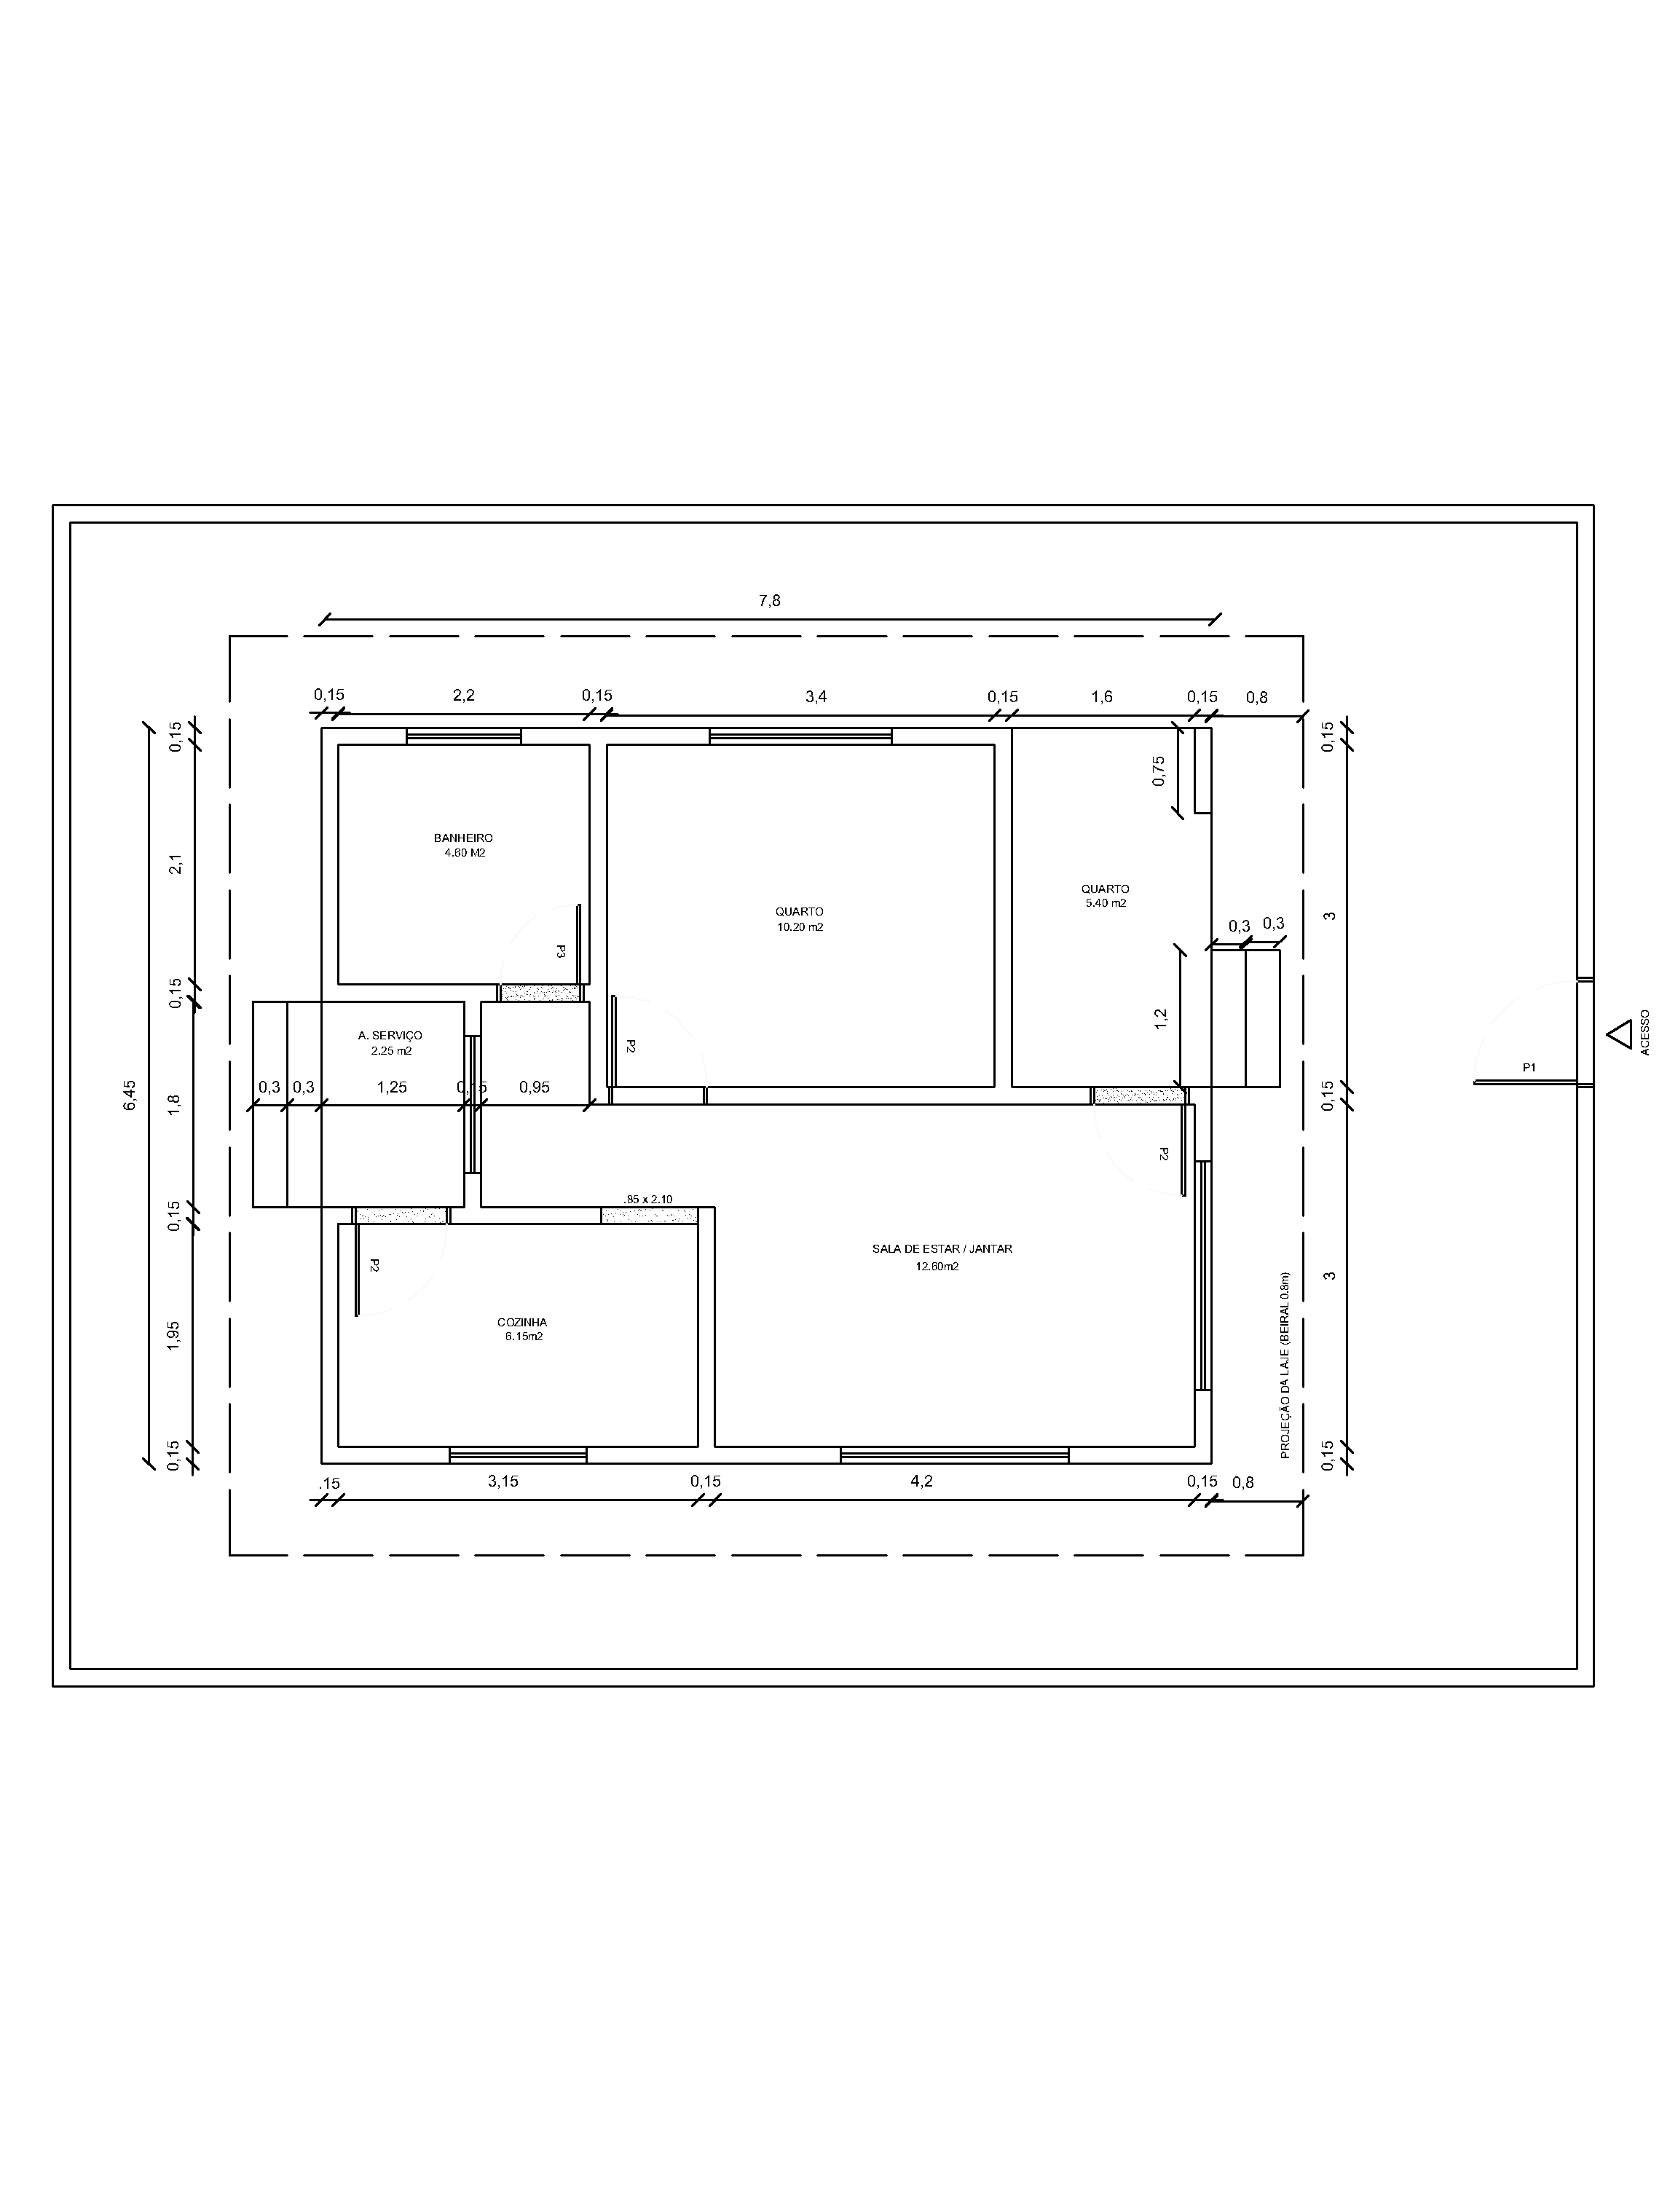 7,8
0,15
2,2
0,15
3,4
0,15
1,6
0,15
0,8
0,15
0,15
0,75
2,1
BANHEIRO
4.60 M2
QUARTO
5.40 m2
QUARTO
10.20 m2
3
0,3
0,3
P3
0,15
1,2
A. SERVIÇO
2.25 m2
P2
ACESSO
P1
6,45
1,8
0,3
0,3
1,25
0,15
0,95
0,15
P2
.85 x 2.10
0,15
SALA DE ESTAR / JANTAR
12.60m2
P2
3
1,95
COZINHA
6.15m2
PROJEÇÃO DA LAJE (BEIRAL 0.8m)
0,15
0,15
.15
3,15
0,15
4,2
0,15
0,8